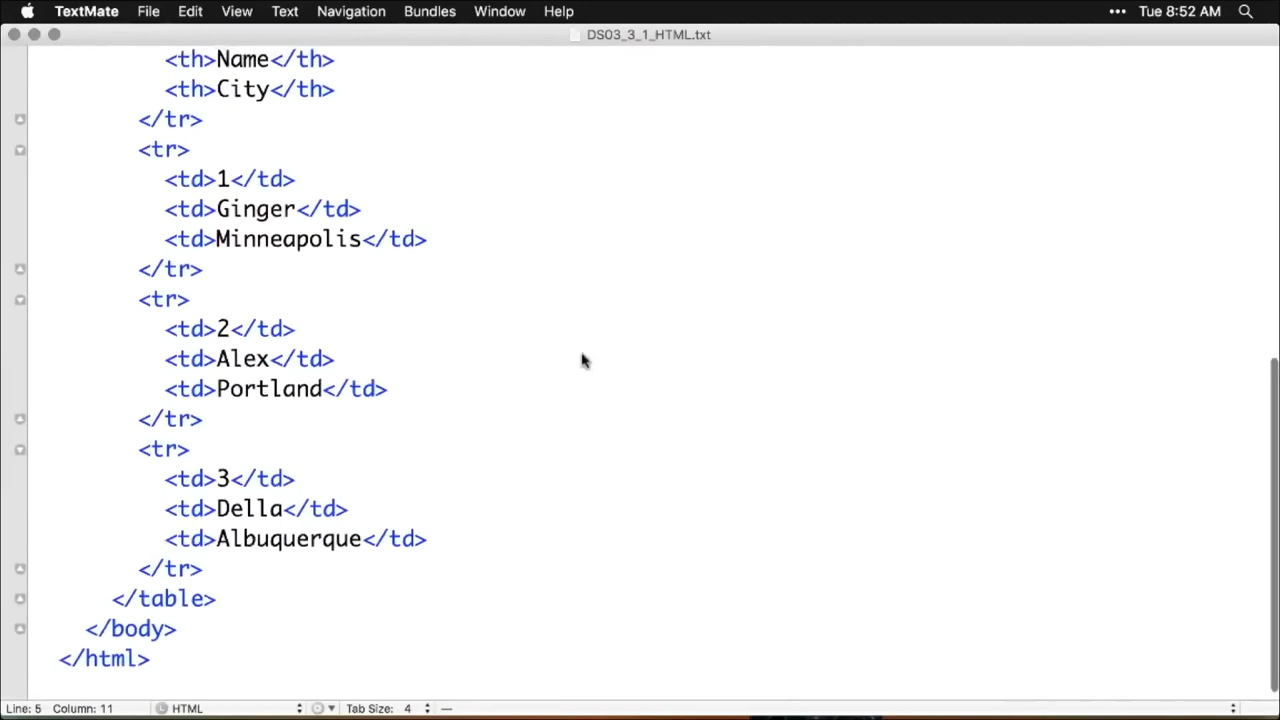 TextMate File Edit View Text Navigation Bundles Window Help ••• Tue 8:52 AM
DS03_3_1_HTML.txt
<th>Name</th>
<th>City</th>
</tr>
<tr>
<td>1</td>
<td>Ginger</td>
<td>Minneapolis</td>
</tr>
<tr>
<td>2</td>
<td>Alex</td>
<td>Portland</td>
</tr>
<tr>
<td>3</td>
<td>Della</td>
<td>Albuquerque</td>
</tr>
</table>
</body>
</html>
Line: 5 Column: 11 L HTML Tab Size: 4 —